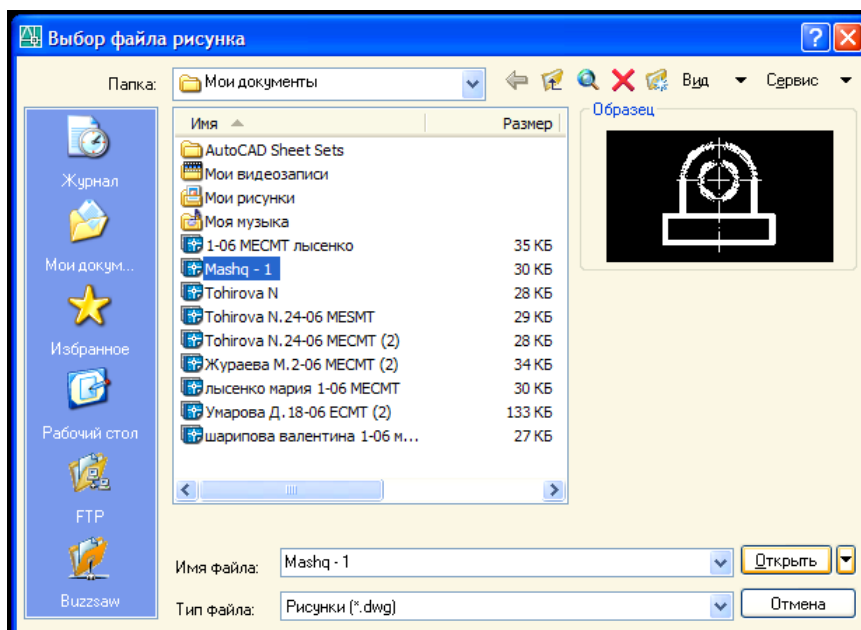 Выбор файла рисунка
Папка: Мои документы Вид Сервис
Имя Размер Образец
AutoCAD Sheet Sets
Мои видеозаписи
Мои рисунки
Моя музыка
1-06 МЕСМТ лысенко 35 КБ
Mashq - 1 30 КБ
Tohirova N 28 КБ
Tohirova N.24-06 MESMT 29 КБ
Tohirova N.24-06 MECMT (2) 28 КБ
Жураева М.2-06 МЕСМТ (2) 34 КБ
лысенко мария 1-06 МЕСМТ 30 КБ
Умарова Д.18-06 ЕСМТ (2) 133 КБ
шарипова валентина 1-06 м... 27 КБ
Журнал
Мои докум...
Избранное
Рабочий стол
FTP
Buzzsaw
Имя файла: Mashq - 1 Открыть
Тип файла: Рисунки (*.dwg) Отмена